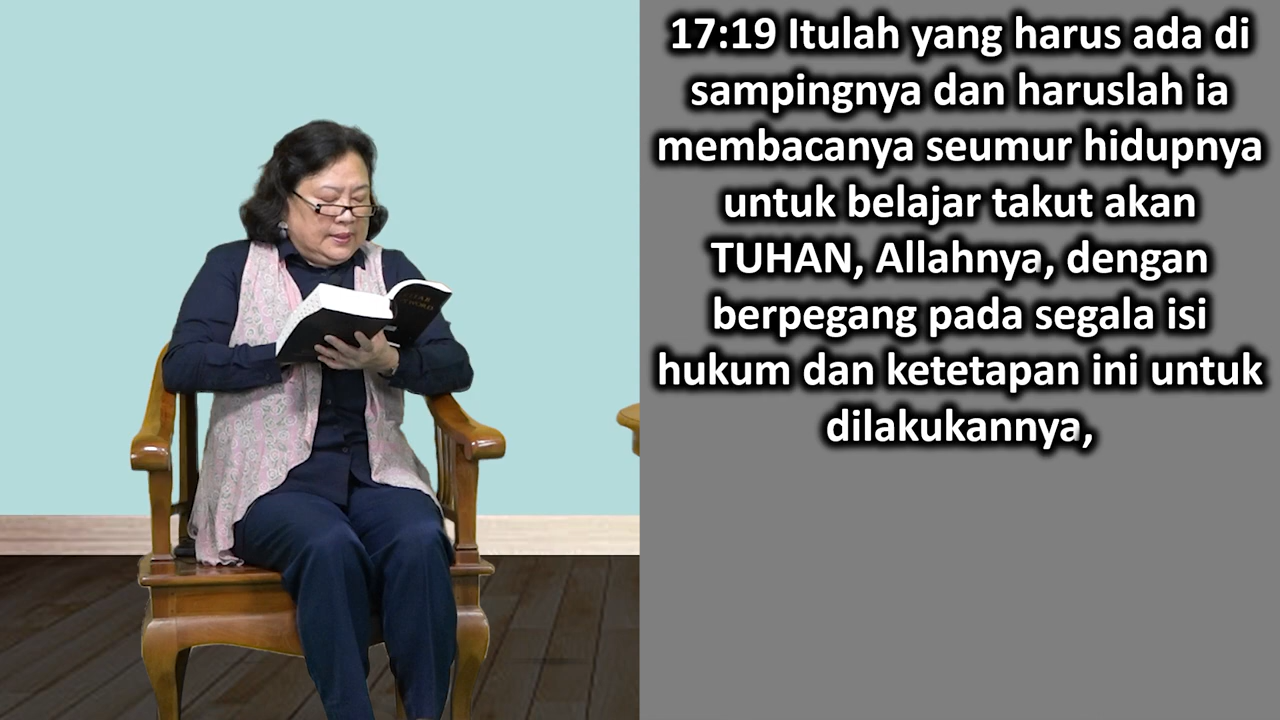 17:19 Itulah yang harus ada di
sampingnya dan haruslah ia
membacanya seumur hidupnya
untuk belajar takut akan
TUHAN, Allahnya, dengan
berpegang pada segala isi
hukum dan ketetapan ini untuk
dilakukannya,